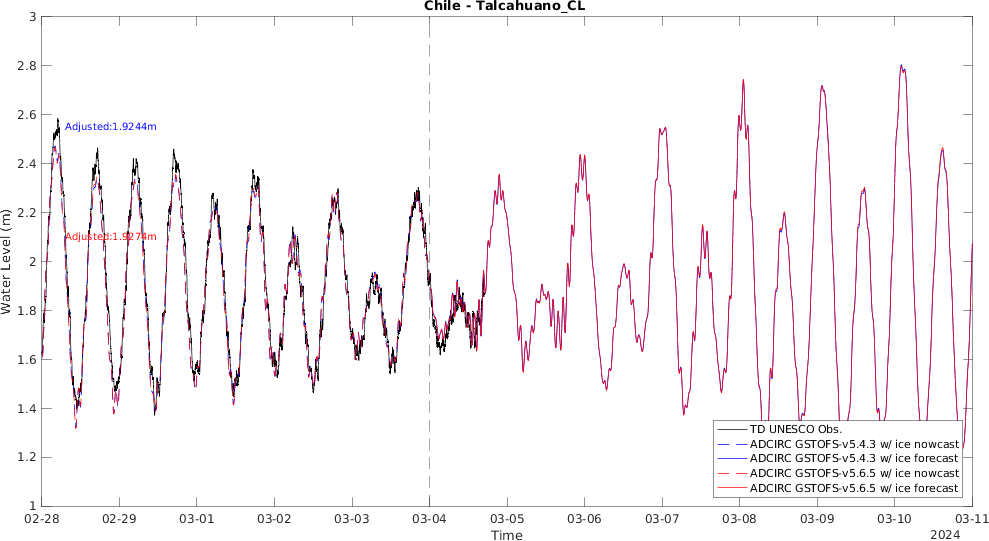 Chile - Talcahuano_CL
3
2.8
2.6
2.4
2.2
2
1.8
1.6
1.4
1.2
1
Water Level (m)
Adjusted:1.9244m
Adjusted:1.9274m
TD UNESCO Obs.
ADCIRC GSTOFS-v5.4.3 w/ ice nowcast
ADCIRC GSTOFS-v5.4.3 w/ ice forecast
ADCIRC GSTOFS-v5.6.5 w/ ice nowcast
ADCIRC GSTOFS-v5.6.5 w/ ice forecast
02-28 02-29 03-01 03-02 03-03 03-04 03-05 03-06 03-07 03-08 03-09 03-10 03-11
Time
2024